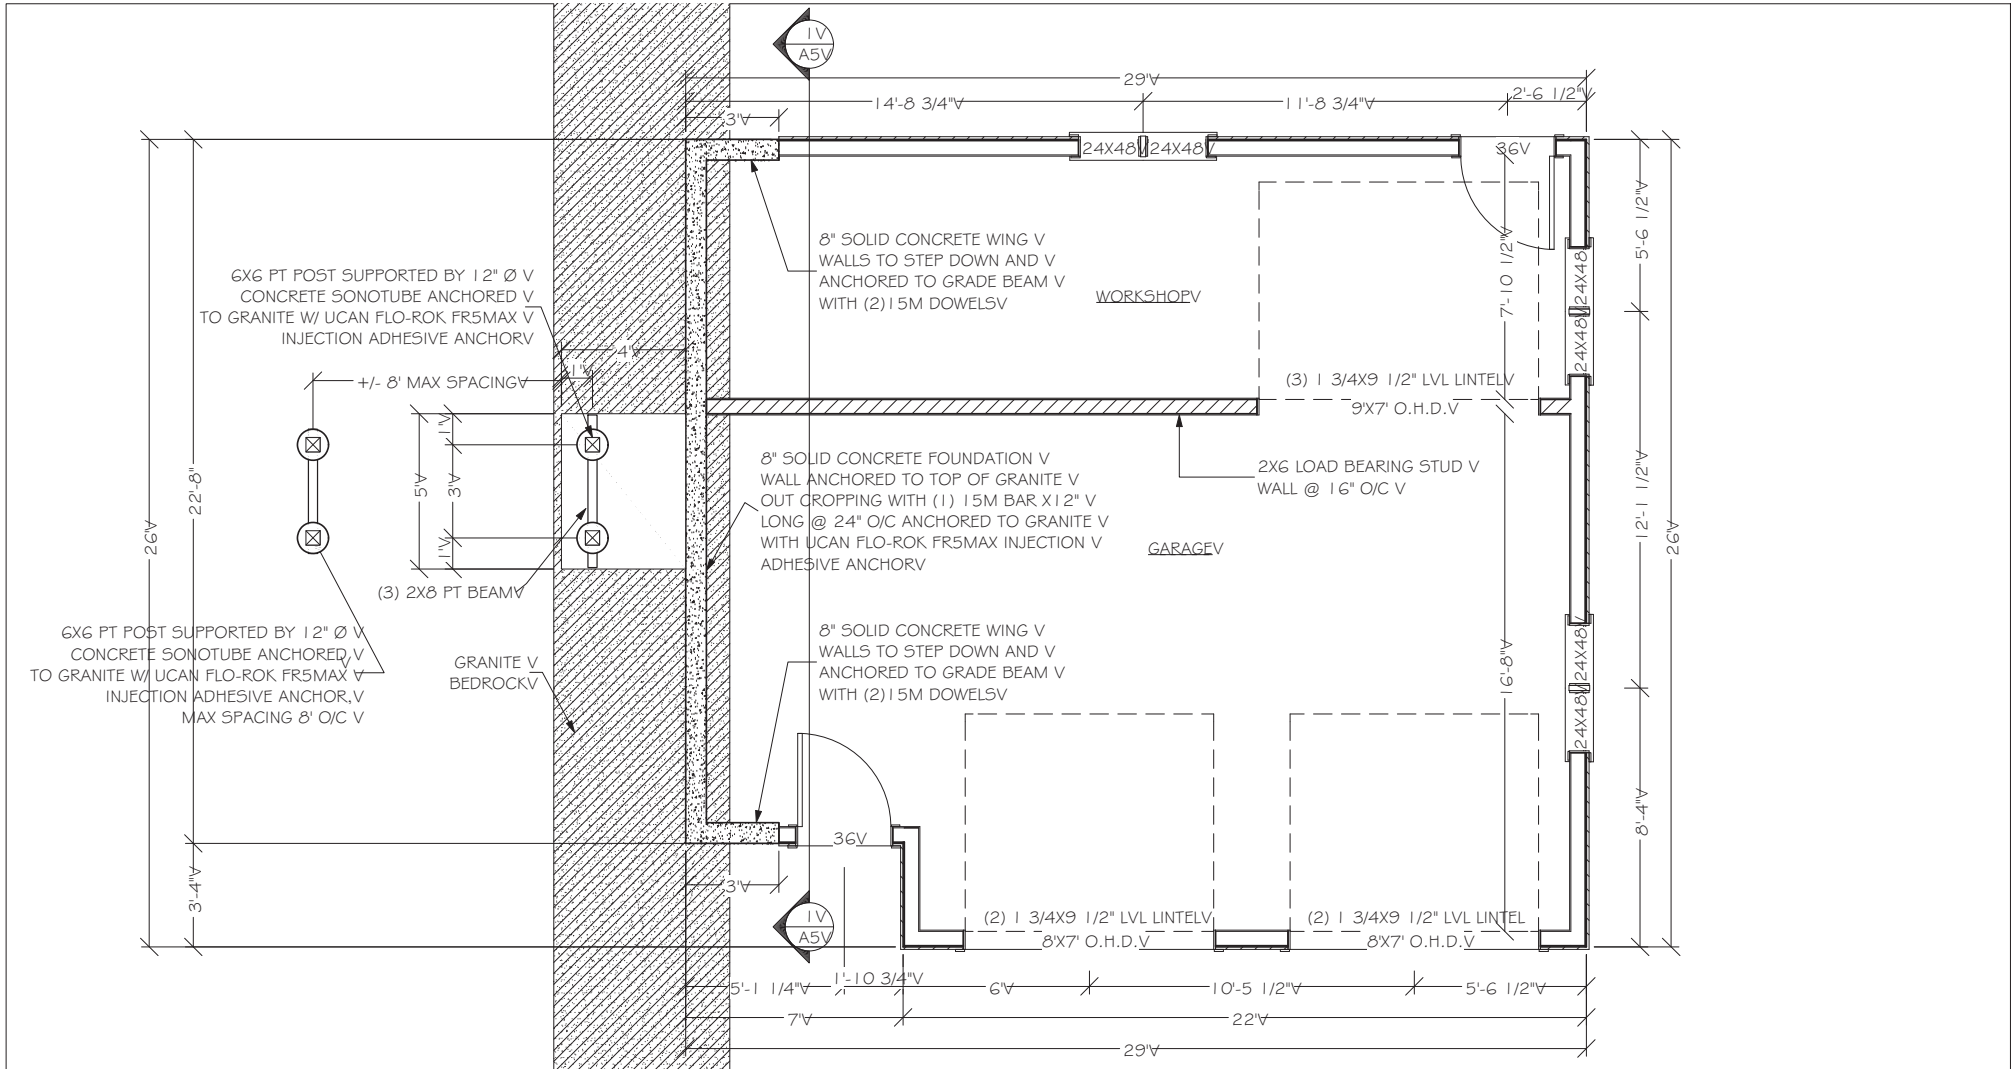 1V
A5V
29'V
14'-8 3/4"V
11'-8 3/4"V
2'-6 1/2"V
3'V
24X48V
24X48V
36V
5'-6 1/2"V
7'-10 1/2"V
24X48V
24X48V
8" SOLID CONCRETE WING V
WALLS TO STEP DOWN AND V
ANCHORED TO GRADE BEAM V
WITH (2)15M DOWELSV
WORKSHOPV
6X6 PT POST SUPPORTED BY 12" Ø V
CONCRETE SONOTUBE ANCHORED V
TO GRANITE W/ UCAN FLO-ROK FR5MAX V
INJECTION ADHESIVE ANCHORV
4'V
1'V
+/- 8' MAX SPACINGV
(3) 1 3/4X9 1/2" LVL LINTELV
9'X7' O.H.D.V
1'V
5'V
3'V
1'V
22'-8"
26'V
8" SOLID CONCRETE FOUNDATION V
WALL ANCHORED TO TOP OF GRANITE V
OUT CROPPING WITH (1) 15M BAR X12" V
LONG @ 24" O/C ANCHORED TO GRANITE V
WITH UCAN FLO-ROK FR5MAX INJECTION V
ADHESIVE ANCHORV
2X6 LOAD BEARING STUD V
WALL @ 16" O/C V
GARAGEV
12'-1 1/2"V
26'V
(3) 2X8 PT BEAMV
6X6 PT POST SUPPORTED BY 12" Ø V
CONCRETE SONOTUBE ANCHORED V
V
TO GRANITE W/ UCAN FLO-ROK FR5MAX V
INJECTION ADHESIVE ANCHOR, V
MAX SPACING 8' O/C V
GRANITE V
BEDROCKV
8" SOLID CONCRETE WING V
WALLS TO STEP DOWN AND V
ANCHORED TO GRADE BEAM V
WITH (2)15M DOWELSV
16'-8"V
24X48V
24X48V
8'-4"V
36V
3'V
3'-4"V
1V
A5V
(2) 1 3/4X9 1/2" LVL LINTELV
8'X7' O.H.D.V
(2) 1 3/4X9 1/2" LVL LINTEL
8'X7' O.H.D.V
5'-1 1/4"V
1'-10 3/4"V
6'V
10'-5 1/2"V
5'-6 1/2"V
7'V
22'V
29'V